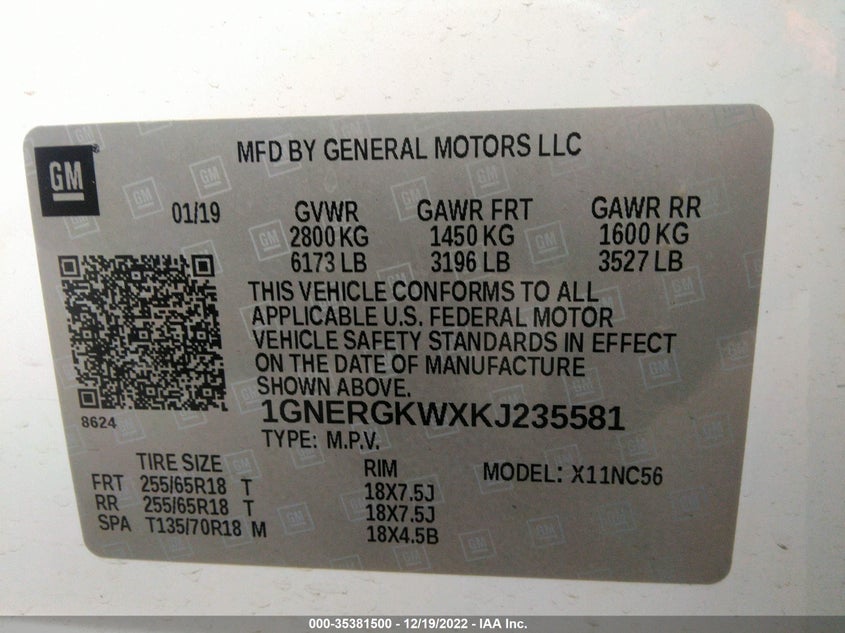 GM
MFD BY GENERAL MOTORS LLC
01/19 GVWR GAWR FRT GAWR RR
2800 KG 1450 KG 1600 KG
6173 LB 3196 LB 3527 LB
THIS VEHICLE CONFORMS TO ALL
APPLICABLE U.S. FEDERAL MOTOR
VEHICLE SAFETY STANDARDS IN EFFECT
ON THE DATE OF MANUFACTURE
SHOWN ABOVE.
1GNERGKWXKJ235581
8624
TYPE: M.P.V.
TIRE SIZE RIM MODEL: X11NC56
FRT 255/65R18 T 18X7.5J
RR 255/65R18 T 18X7.5J
SPA T135/70R18 M 18X4.5B
000-35381500 - 12/19/2022 - IAA Inc.